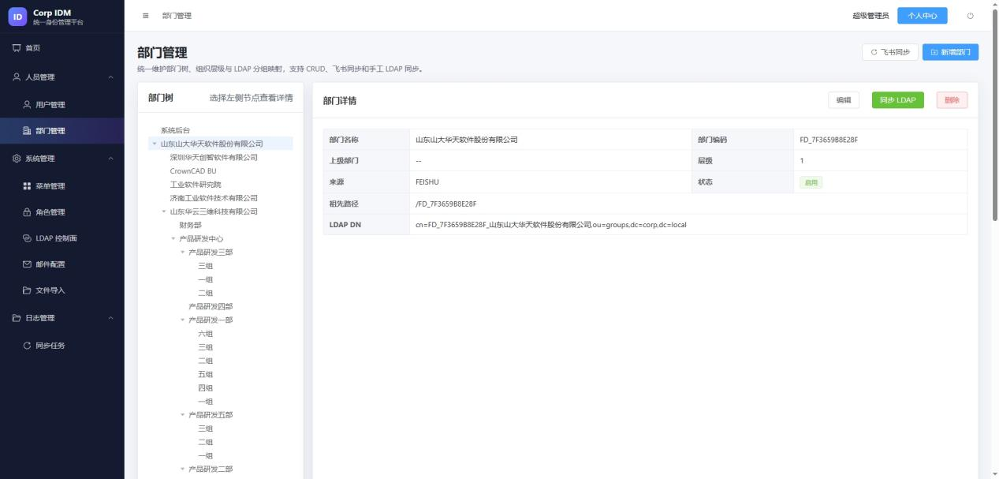 ID
Corp IDM
统一身份管理平台
首页
人员管理
用户管理
部门管理
系统管理
菜单管理
角色管理
LDAP 控制面
邮件配置
文件导入
日志管理
同步任务
部门管理
超级管理员
个人中心
部门管理
统一维护部门树、组织层级与 LDAP 分组映射，支持 CRUD、飞书同步和手工 LDAP 同步。
飞书同步
新增部门
部门树
选择左侧节点查看详情
系统后台
山东山大华天软件股份有限公司
深圳华天创智软件有限公司
CrownCAD BU
工业软件研究院
济南工业软件技术有限公司
山东华云三维科技有限公司
财务部
产品研发中心
产品研发三部
三组
一组
二组
产品研发四部
产品研发一部
六组
三组
二组
五组
四组
一组
产品研发五部
三组
二组
一组
产品研发二部
部门详情
编辑
同步 LDAP
删除
部门名称 山东山大华天软件股份有限公司 部门编码 FD_7F3659B8E28F
上级部门 -- 层级 1
来源 FEISHU 状态 启用
祖先路径 /FD_7F3659B8E28F
LDAP DN cn=FD_7F3659B8E28F_山东山大华天软件股份有限公司,ou=groups,dc=corp,dc=local